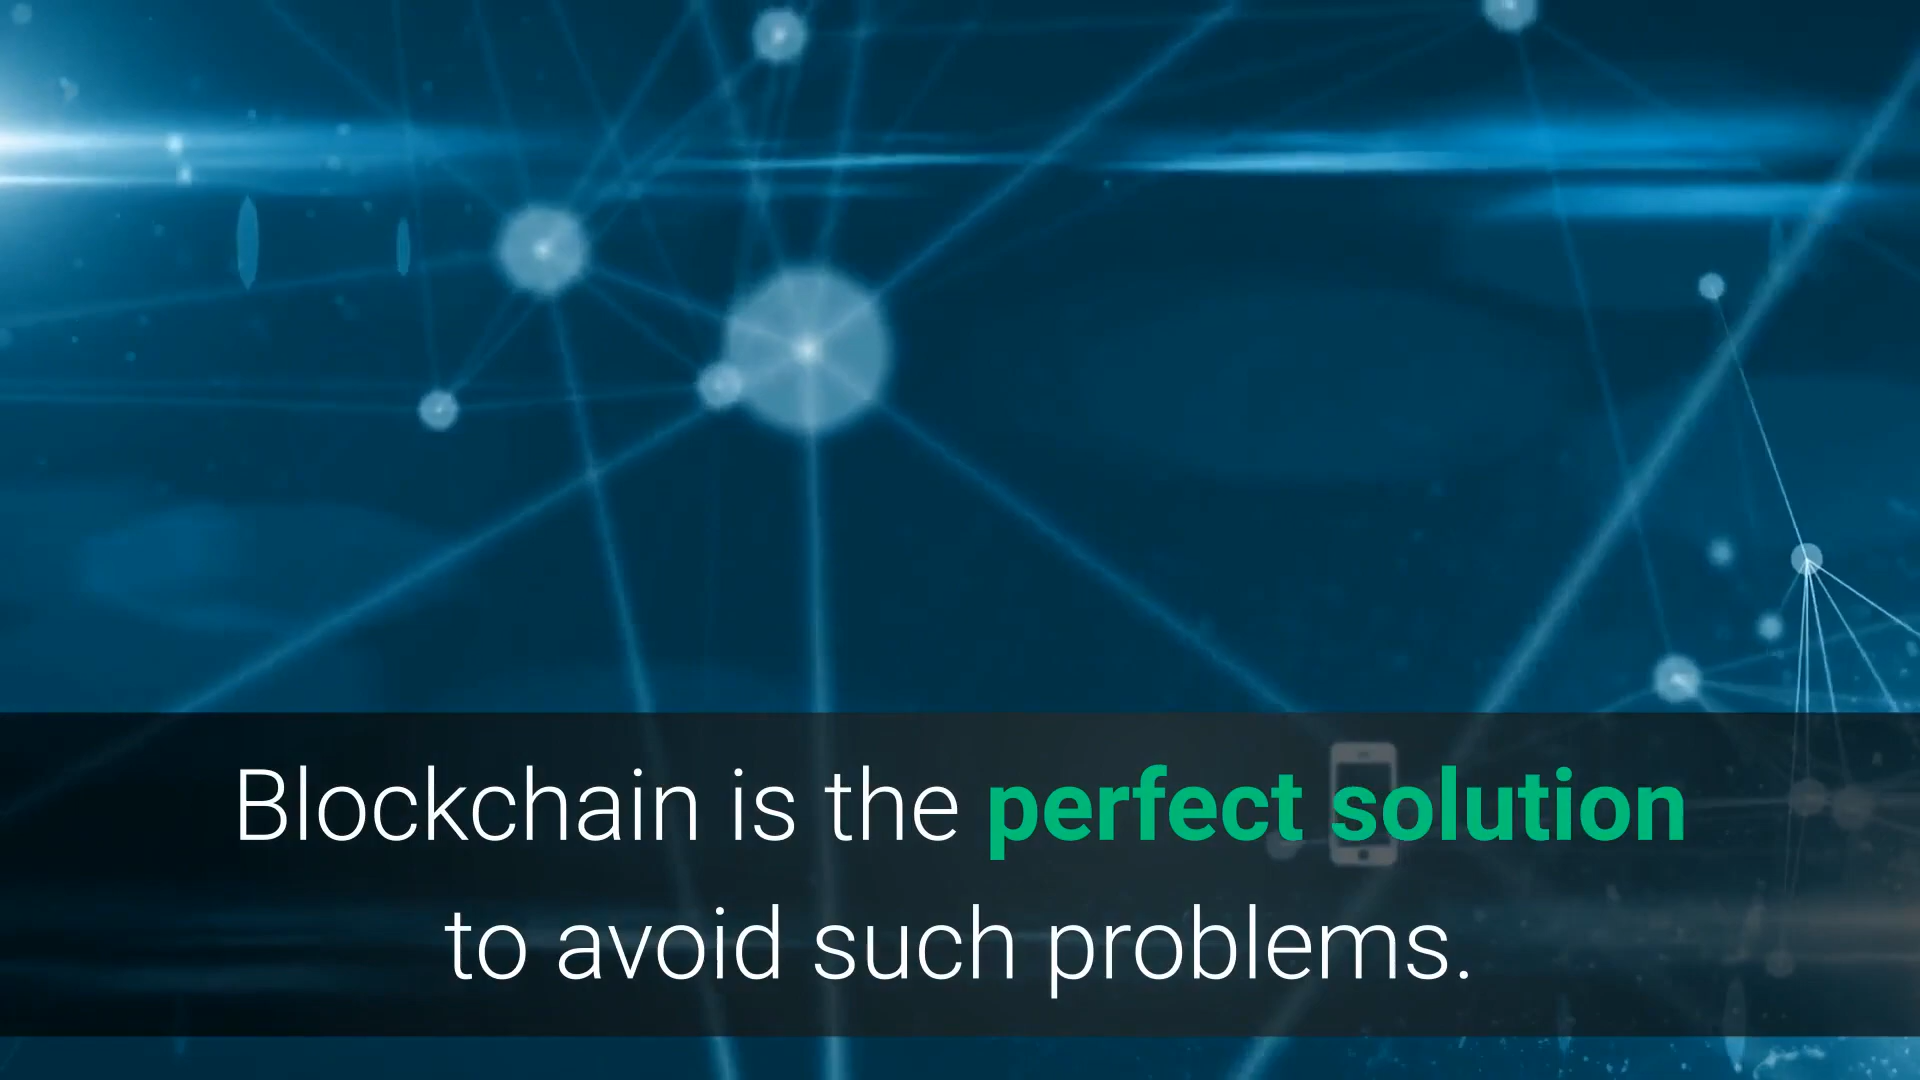 Blockchain is the perfect solution
to avoid such problems.